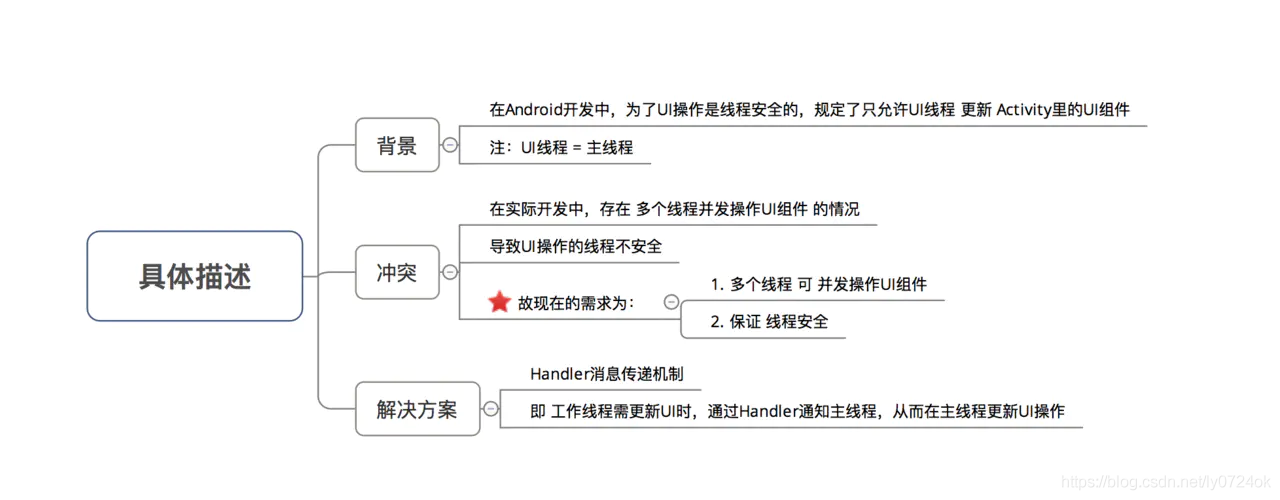 在Android开发中，为了UI操作是线程安全的，规定了只允许UI线程 更新 Activity里的UI组件
背景
注：UI线程 = 主线程
在实际开发中，存在 多个线程并发操作UI组件 的情况
导致UI操作的线程不安全
冲突
具体描述
故现在的需求为：
1. 多个线程 可 并发操作UI组件
2. 保证 线程安全
Handler消息传递机制
解决方案
即 工作线程需更新UI时，通过Handler通知主线程，从而在主线程更新UI操作
https://blog.csdn.net/ly0724ok